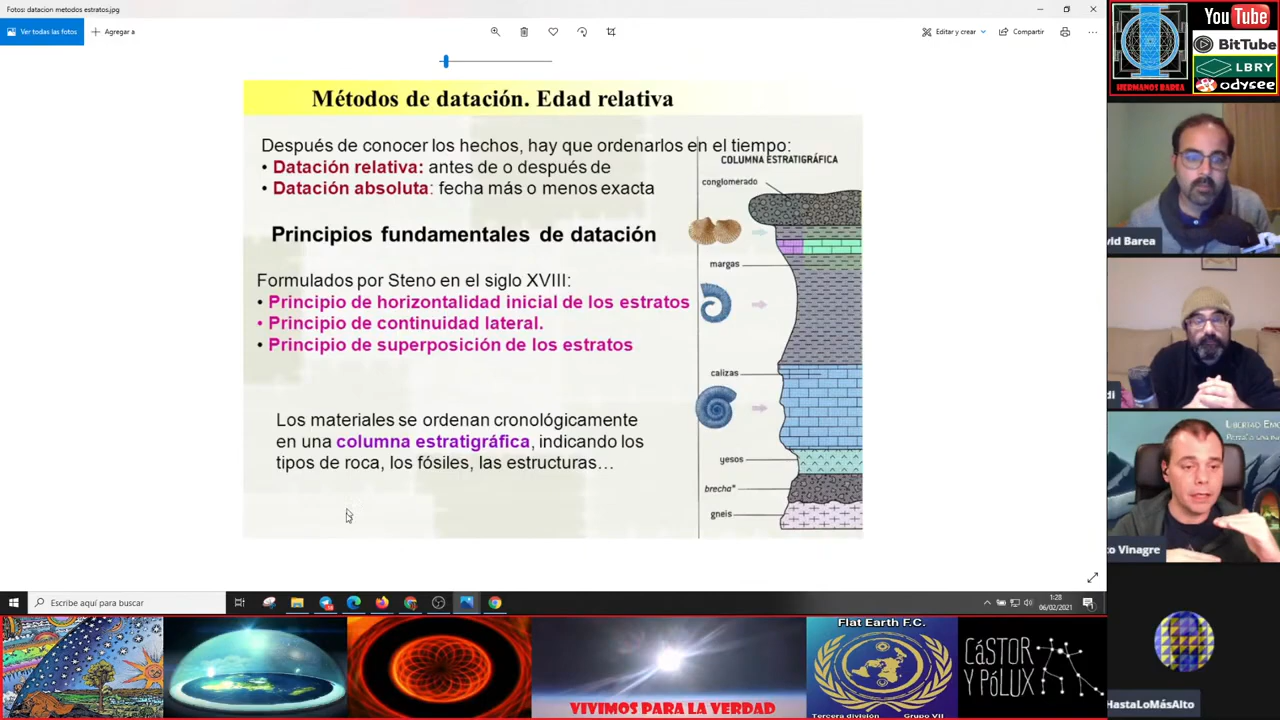 Fotos: datacion metodos estratos.jpg
Ver todas las fotos
Agregar a
Editar y crear
Compartir
Métodos de datación. Edad relativa
Después de conocer los hechos, hay que ordenarlos en el tiempo:
• Datación relativa: antes de o después de
• Datación absoluta: fecha más o menos exacta
Principios fundamentales de datación
Formulados por Steno en el siglo XVIII:
• Principio de horizontalidad inicial de los estratos
• Principio de continuidad lateral.
• Principio de superposición de los estratos
Los materiales se ordenan cronológicamente
en una columna estratigráfica, indicando los
tipos de roca, los fósiles, las estructuras…
COLUMNA ESTRATIGRÁFICA
conglomerado
margas
calizas
yesos
brecha*
gneis
HERMANOS BAREA
YouTube
BitTube
LBRY
odysee
vid Barea
di
LIBERTAD EMO
to Vinagre
HastaLoMásAlto
Escribe aquí para buscar
1:28
06/02/2021
VIVIMOS PARA LA VERDAD
Flat Earth F.C.
Tercera división Grupo VII
CÁSTOR
Y PÓLUX